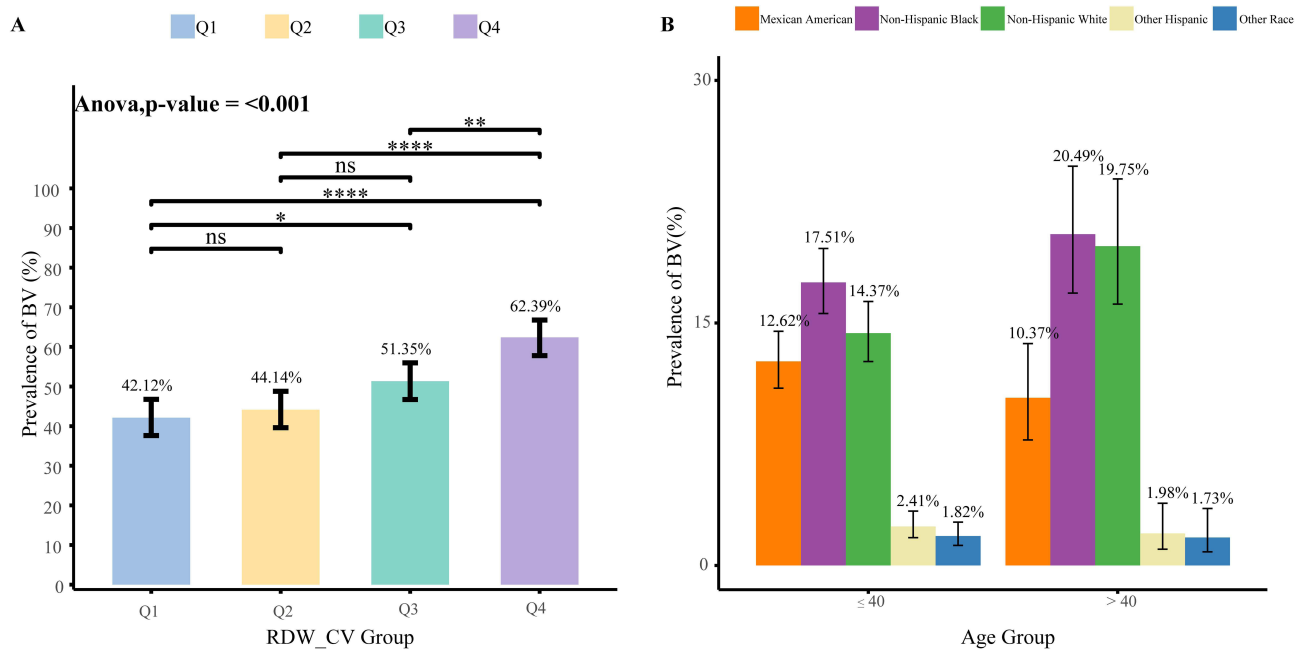 A
Q1 Q2 Q3 Q4
Anova,p-value = <0.001
**
****
ns
****
*
ns
Prevalence of BV (%)
100
90
80
70
60
50
40
30
20
10
0
42.12%
44.14%
51.35%
62.39%
Q1 Q2 Q3 Q4
RDW_CV Group
B
Mexican American Non-Hispanic Black Non-Hispanic White Other Hispanic Other Race
Prevalence of BV(%)
30
15
0
12.62%
17.51%
14.37%
2.41%
1.82%
10.37%
20.49%
19.75%
1.98%
1.73%
≤ 40 > 40
Age Group